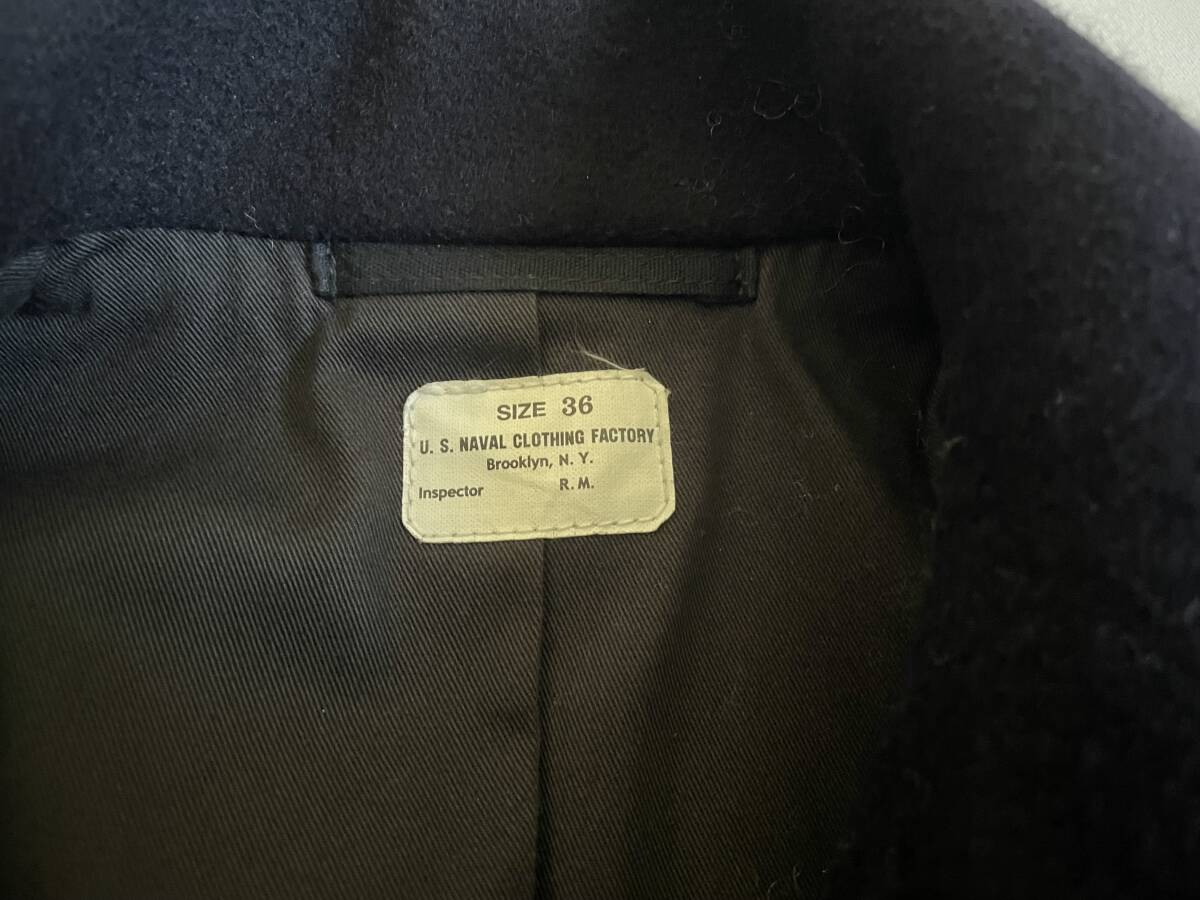 SIZE 36
U. S. NAVAL CLOTHING FACTORY
Brooklyn, N. Y.
Inspector R. M.